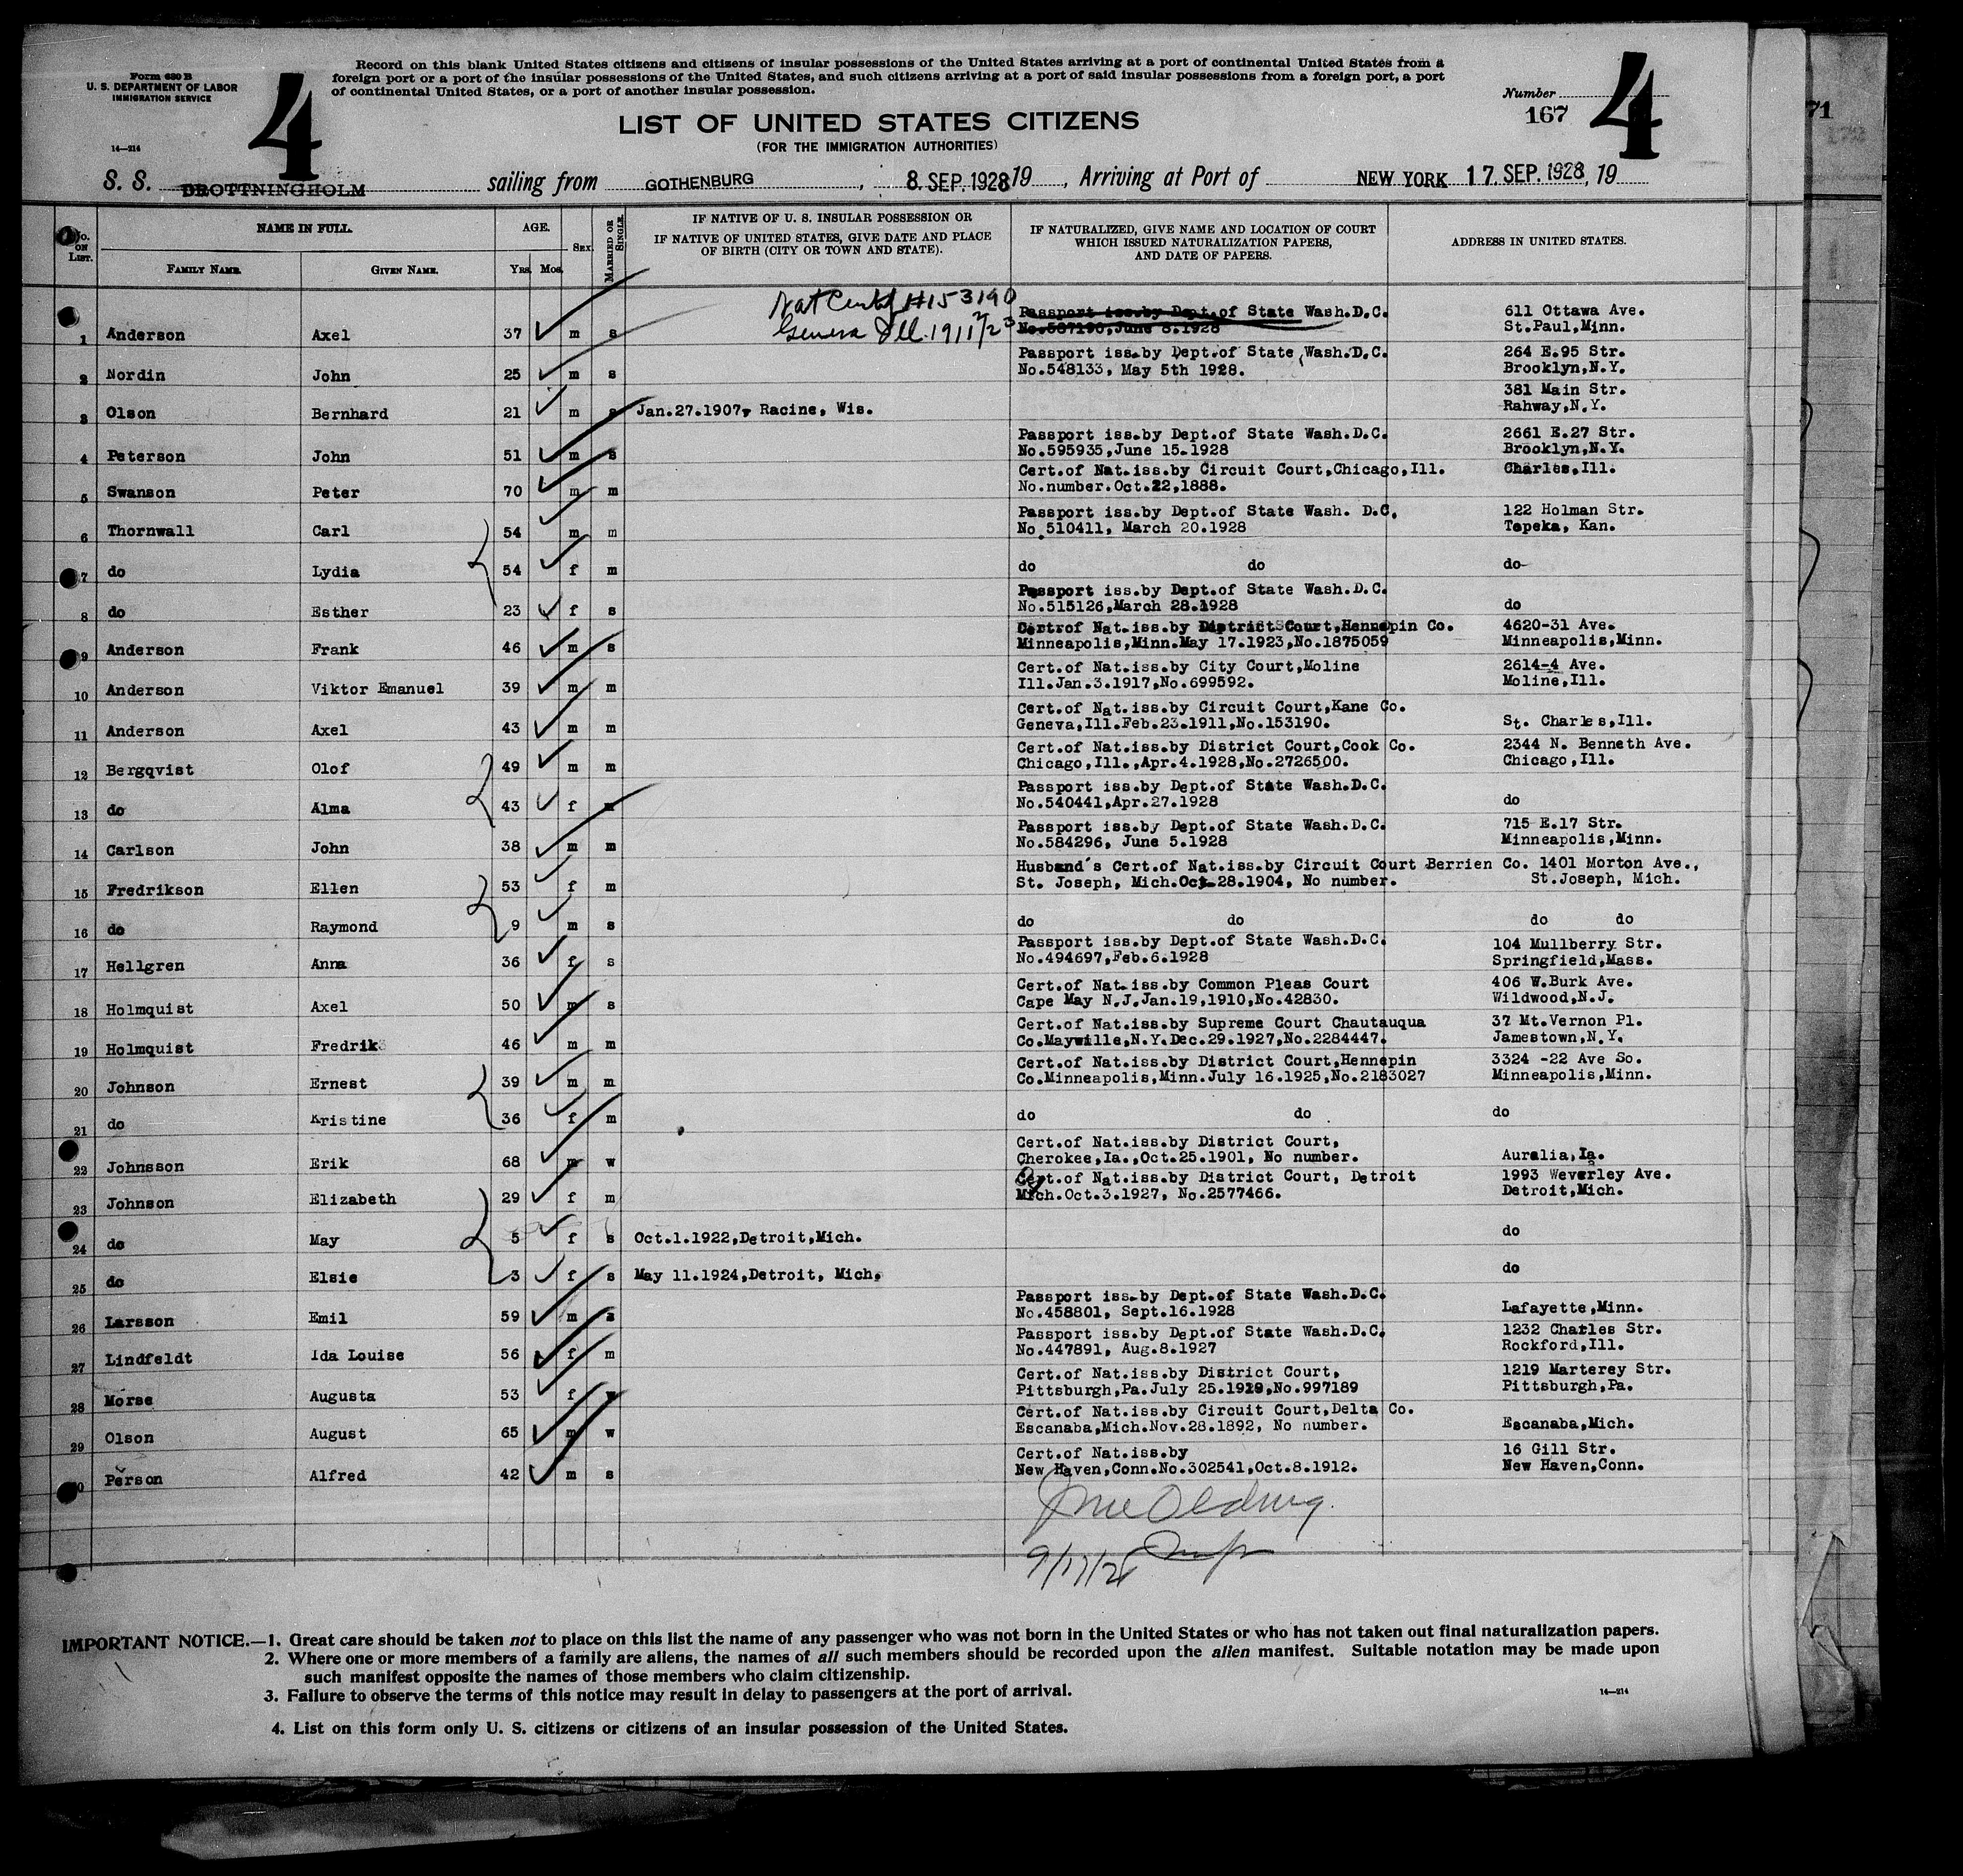 Form 630 B
U. S. DEPARTMENT OF LABOR
IMMIGRATION SERVICE
14—214
4
Record on this blank United States citizens and citizens of insular possessions of the United States arriving at a port of continental United States from a
foreign port or a port of the insular possessions of the United States, and such citizens arriving at a port of said insular possessions from a foreign port, a port
of continental United States, or a port of another insular possession.
Number
167
4
71
LIST OF UNITED STATES CITIZENS
(FOR THE IMMIGRATION AUTHORITIES)
S. S. DROTTNINGHOLM sailing from GOTHENBURG, 8. SEP. 1928 19 , Arriving at Port of NEW YORK 17. SEP. 1928, 19
No. ON LIST. NAME IN FULL. AGE. SEX. MARRIED OR SINGLE. IF NATIVE OF U. S. INSULAR POSSESSION OR IF NATIVE OF UNITED STATES, GIVE DATE AND PLACE OF BIRTH (CITY OR TOWN AND STATE). IF NATURALIZED, GIVE NAME AND LOCATION OF COURT WHICH ISSUED NATURALIZATION PAPERS, AND DATE OF PAPERS. ADDRESS IN UNITED STATES.
FAMILY NAME. GIVEN NAME. YRS. MOS.
Nat Certif #153190
Geneva Ill. 1911 2/23
Passport iss.by Dept.of State Wash.D.C. 611 Ottawa Ave.
1 Anderson Axel 37 m s No.587190,June 8.1928 St.Paul,Minn.
Passport iss.by Dept.of State,Wash.D.C. 264 E.95 Str.
2 Nordin John 25 m s No.548133, May 5th 1928. Brooklyn,N.Y.
381 Main Str.
3 Olson Bernhard 21 m s Jan.27.1907, Racine, Wis. Rahway,N.Y.
Passport iss.by Dept.of State Wash.D.C. 2661 E.27 Str.
4 Peterson John 51 m s No.595935,June 15.1928 Brooklyn,N.Y.
Cert.of Nat.iss.by Circuit Court,Chicago,Ill. Charles,Ill.
5 Swanson Peter 70 m m No.number.Oct.22,1888.
Passport iss.by Dept.of State Wash. D.C. 122 Holman Str.
6 Thornwall Carl 54 m m No.510411, March 20.1928 Topeka, Kan.
7 do Lydia 54 f m do do do
Passport iss.by Dept.of State Wash.D.C.
8 do Esther 23 f s No.515126,March 28.1928 do
Cert.of Nat.iss.by District Court,Hennepin Co. 4620-31 Ave.
9 Anderson Frank 46 m s Minneapolis,Minn.May 17.1923,No.1875059 Minneapolis,Minn.
Cert.of Nat.iss.by City Court,Moline 2614-4 Ave.
10 Anderson Viktor Emanuel 39 m m Ill.Jan.3.1917,No.699592. Moline,Ill.
Cert.of Nat.iss.by Circuit Court,Kane Co.
11 Anderson Axel 43 m m Geneva,Ill.Feb.23.1911,No.153190. St. Charles,Ill.
Cert.of Nat.iss.by District Court,Cook Co. 2344 N. Benneth Ave.
12 Bergqvist Olof 49 m m Chicago,Ill.,Apr.4.1928,No.2726500. Chicago,Ill.
Passport iss.by Dept.of State Wash.D.C.
13 do Alma 43 f m No.540441,Apr.27.1928 do
Passport iss.by Dept.of State Wash.D.C. 715 E.17 Str.
14 Carlson John 38 m m No.584296, June 5.1928 Minneapolis,Minn.
Husband's Cert.of Nat.iss.by Circuit Court Berrien Co. 1401 Morton Ave.,
15 Fredrikson Ellen 53 f m St. Joseph, Mich.Oct.28.1904, No number. St.Joseph, Mich.
16 do Raymond 9 m s do do do do
Passport iss.by Dept.of State Wash.D.C. 104 Mullberry Str.
17 Hellgren Anna 36 f s No.494697,Feb.6.1928 Springfield,Mass.
Cert.of Nat.iss.by Common Pleas Court 406 W.Burk Ave.
18 Holmquist Axel 50 m s Cape May N.J.Jan.19,1910,No.42830. Wildwood,N.J.
Cert.of Nat.iss.by Supreme Court Chautauqua 37 Mt.Vernon Pl.
19 Holmquist Fredrik 46 m m Co.Maywille,N.Y.Dec.29.1927,No.2284447. Jamestown,N.Y.
Cert.of Nat.iss.by District Court,Hennepin 3324 -22 Ave So.
20 Johnson Ernest 39 m m Co.Minneapolis,Minn.July 16.1925,No.2183027 Minneapolis,Minn.
21 do Kristine 36 f m do do do
Cert.of Nat.iss.by District Court,
22 Johnsson Erik 68 m w Cherokee,Ia.,Oct.25.1901, No number. Auralia,Ia.
Cert.of Nat.iss.by District Court, Detroit 1993 Weverley Ave.
23 Johnson Elizabeth 29 f m Mich.Oct.3.1927, No.2577466. Detroit,Mich.
24 do May 5 f s Oct.1.1922,Detroit,Mich. do
25 do Elsie 3 f s May 11.1924,Detroit, Mich. do
Passport iss.by Dept.of State Wash.D.C.
26 Larsson Emil 59 m s No.458801, Sept.16.1928 Lafayette,Minn.
Passport iss.by Dept.of State Wash.D.C. 1232 Charles Str.
27 Lindfeldt Ida Louise 56 f m No.447891, Aug.8.1927 Rockford,Ill.
Cert.of Nat.iss.by District Court, 1219 Marterey Str.
28 Morse Augusta 53 f w Pittsburgh,Pa.July 25.1919,No.997189 Pittsburgh,Pa.
Cert.of Nat.iss.by Circuit Court,Delta Co.
29 Olson August 65 m w Escanaba,Mich.Nov.28.1892, No number. Escanaba,Mich.
Cert.of Nat.iss.by 16 Gill Str.
30 Person Alfred 42 m s New Haven,Conn.No.302541,Oct.8.1912. New Haven,Conn.
9/17/28
IMPORTANT NOTICE.—1. Great care should be taken not to place on this list the name of any passenger who was not born in the United States or who has not taken out final naturalization papers.
2. Where one or more members of a family are aliens, the names of all such members should be recorded upon the alien manifest. Suitable notation may be made upon
such manifest opposite the names of those members who claim citizenship.
3. Failure to observe the terms of this notice may result in delay to passengers at the port of arrival.
14—214
4. List on this form only U. S. citizens or citizens of an insular possession of the United States.